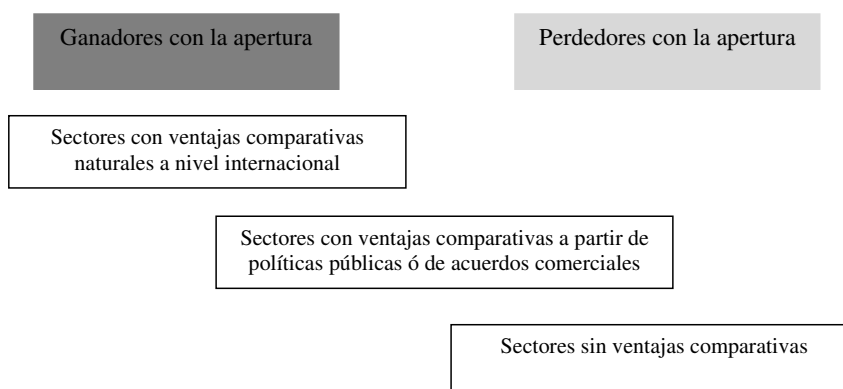 Ganadores con la apertura
Perdedores con la apertura
Sectores con ventajas comparativas
naturales a nivel internacional
Sectores con ventajas comparativas a partir de
políticas públicas ó de acuerdos comerciales
Sectores sin ventajas comparativas